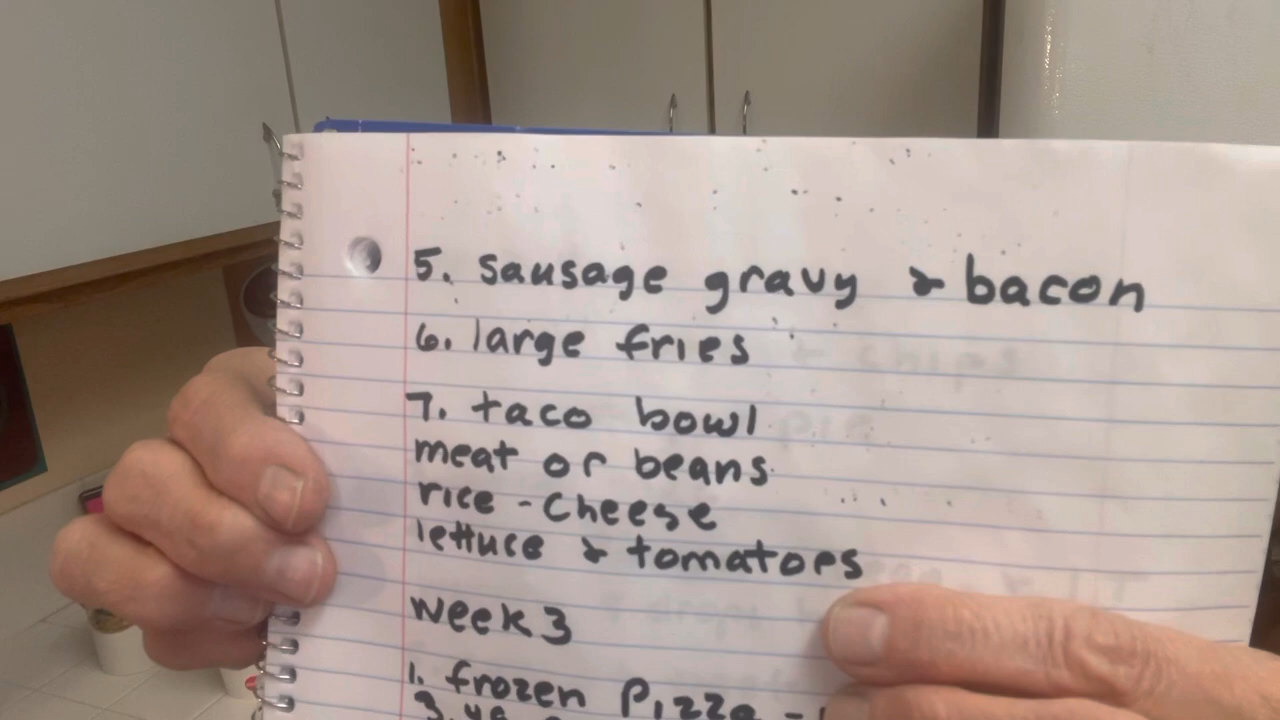 5. sausage gravy & bacon
6. large fries
7. taco bowl
meat or beans
rice - Cheese
lettuce & tomatoes
week 3
1. frozen Pizza -
3.